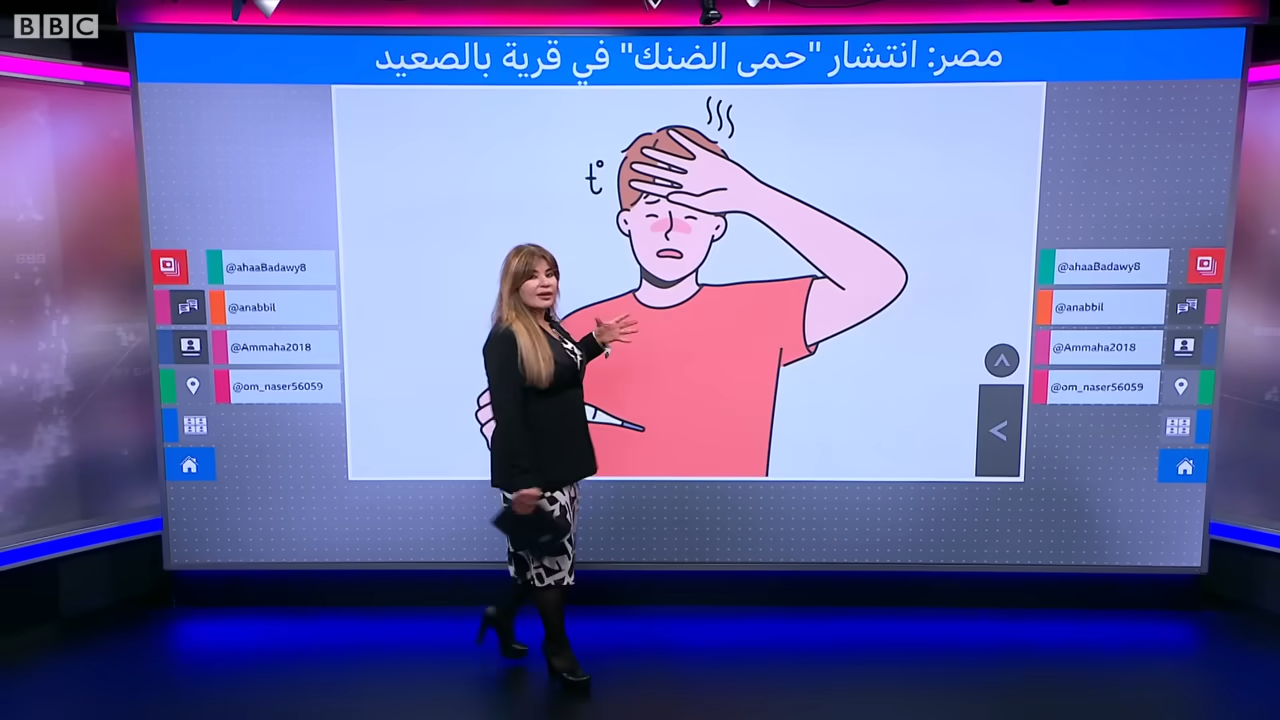 BBC
مصر: انتشار "حمى الضنك" في قرية بالصعيد
t°
@ahaaBadawy8
@anabbil
@Ammaha2018
@om_naser56059
@ahaaBadawy8
@anabbil
@Ammaha2018
@om_naser56059